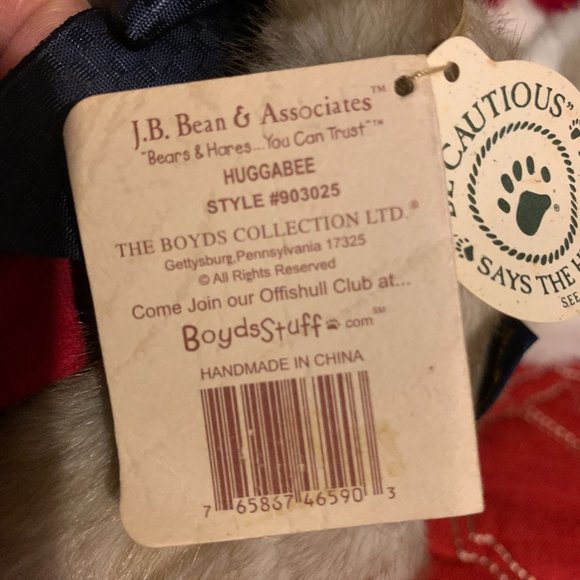 J.B. Bean & Associates™
"Bears & Hares...You Can Trust"™
HUGGABEE
STYLE #903025
THE BOYDS COLLECTION LTD.®
Gettysburg, Pennsylvania 17325
© All Rights Reserved
Come Join our Offishull Club at...
BoydsStuff.com℠
HANDMADE IN CHINA
7 65867 46590 3
CAUTIOUS"
®
SAYS THE
SEE